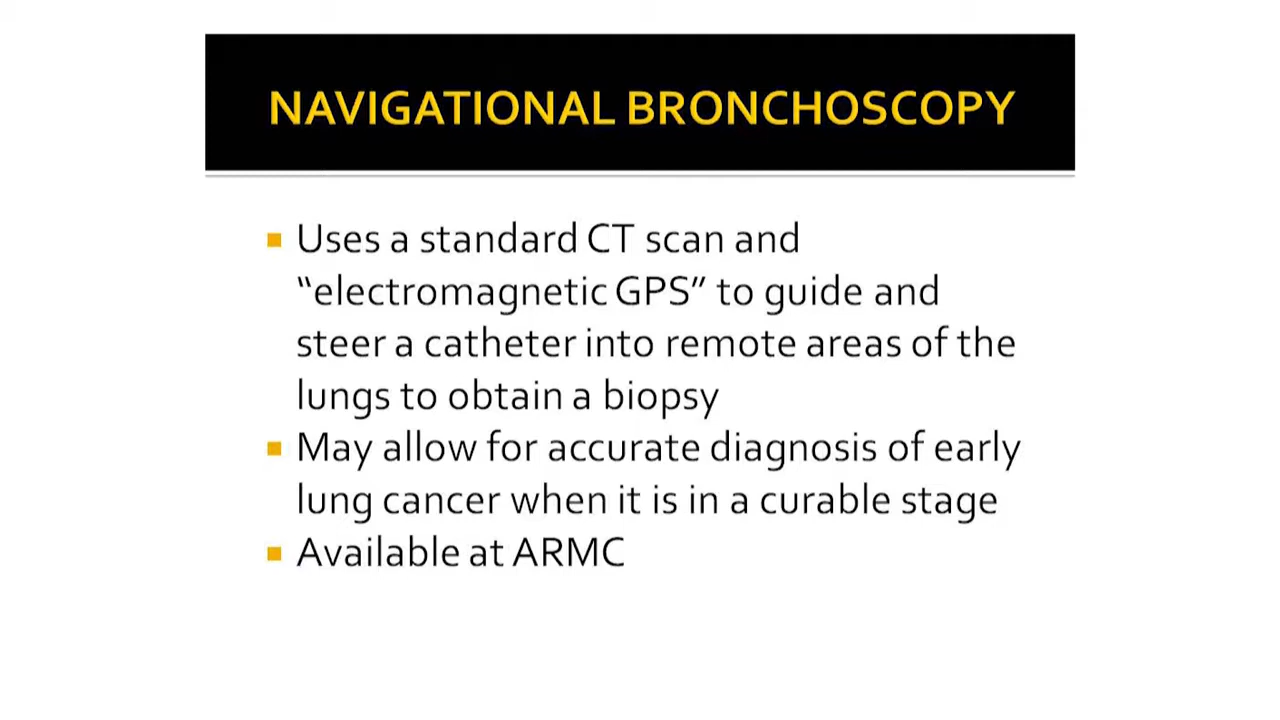 NAVIGATIONAL BRONCHOSCOPY
Uses a standard CT scan and
“electromagnetic GPS” to guide and
steer a catheter into remote areas of the
lungs to obtain a biopsy
May allow for accurate diagnosis of early
lung cancer when it is in a curable stage
Available at ARMC